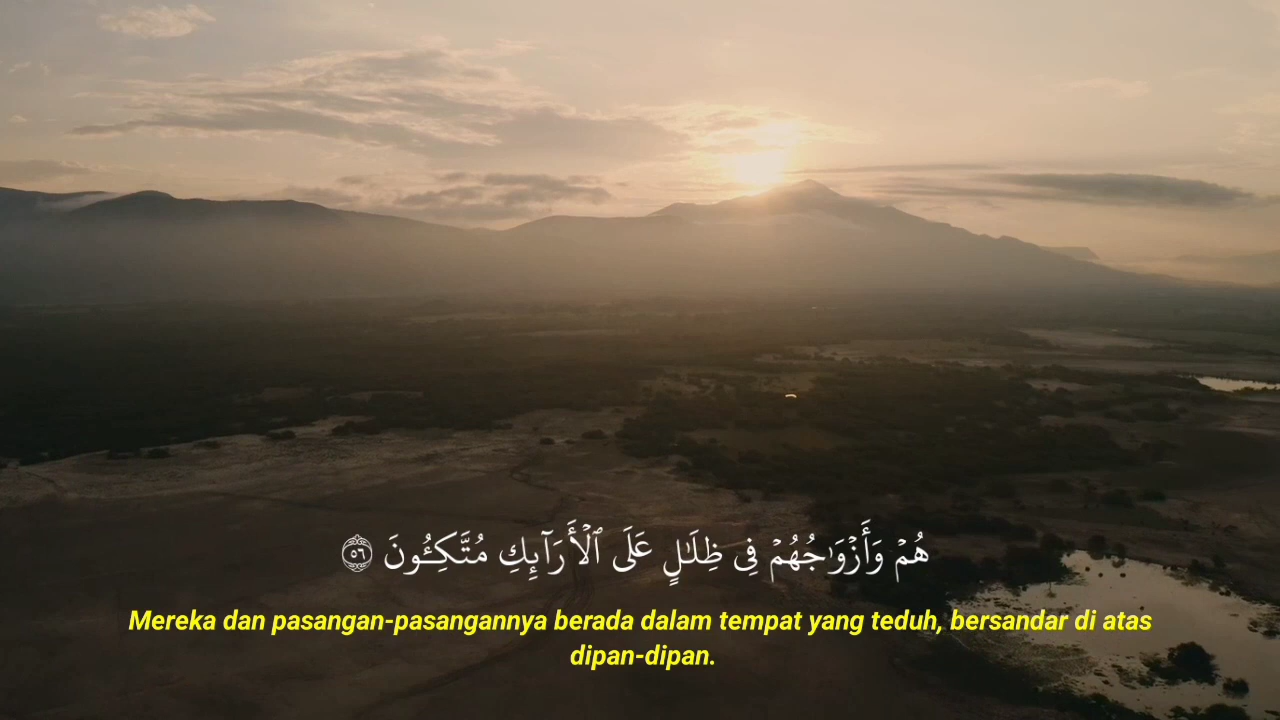 هُمْ وَأَزْوَٰجُهُمْ فِى ظِلَـٰلٍ عَلَى ٱلْأَرَآئِكِ مُتَّكِـُٔونَ ٥٦
Mereka dan pasangan-pasangannya berada dalam tempat yang teduh, bersandar di atas
dipan-dipan.